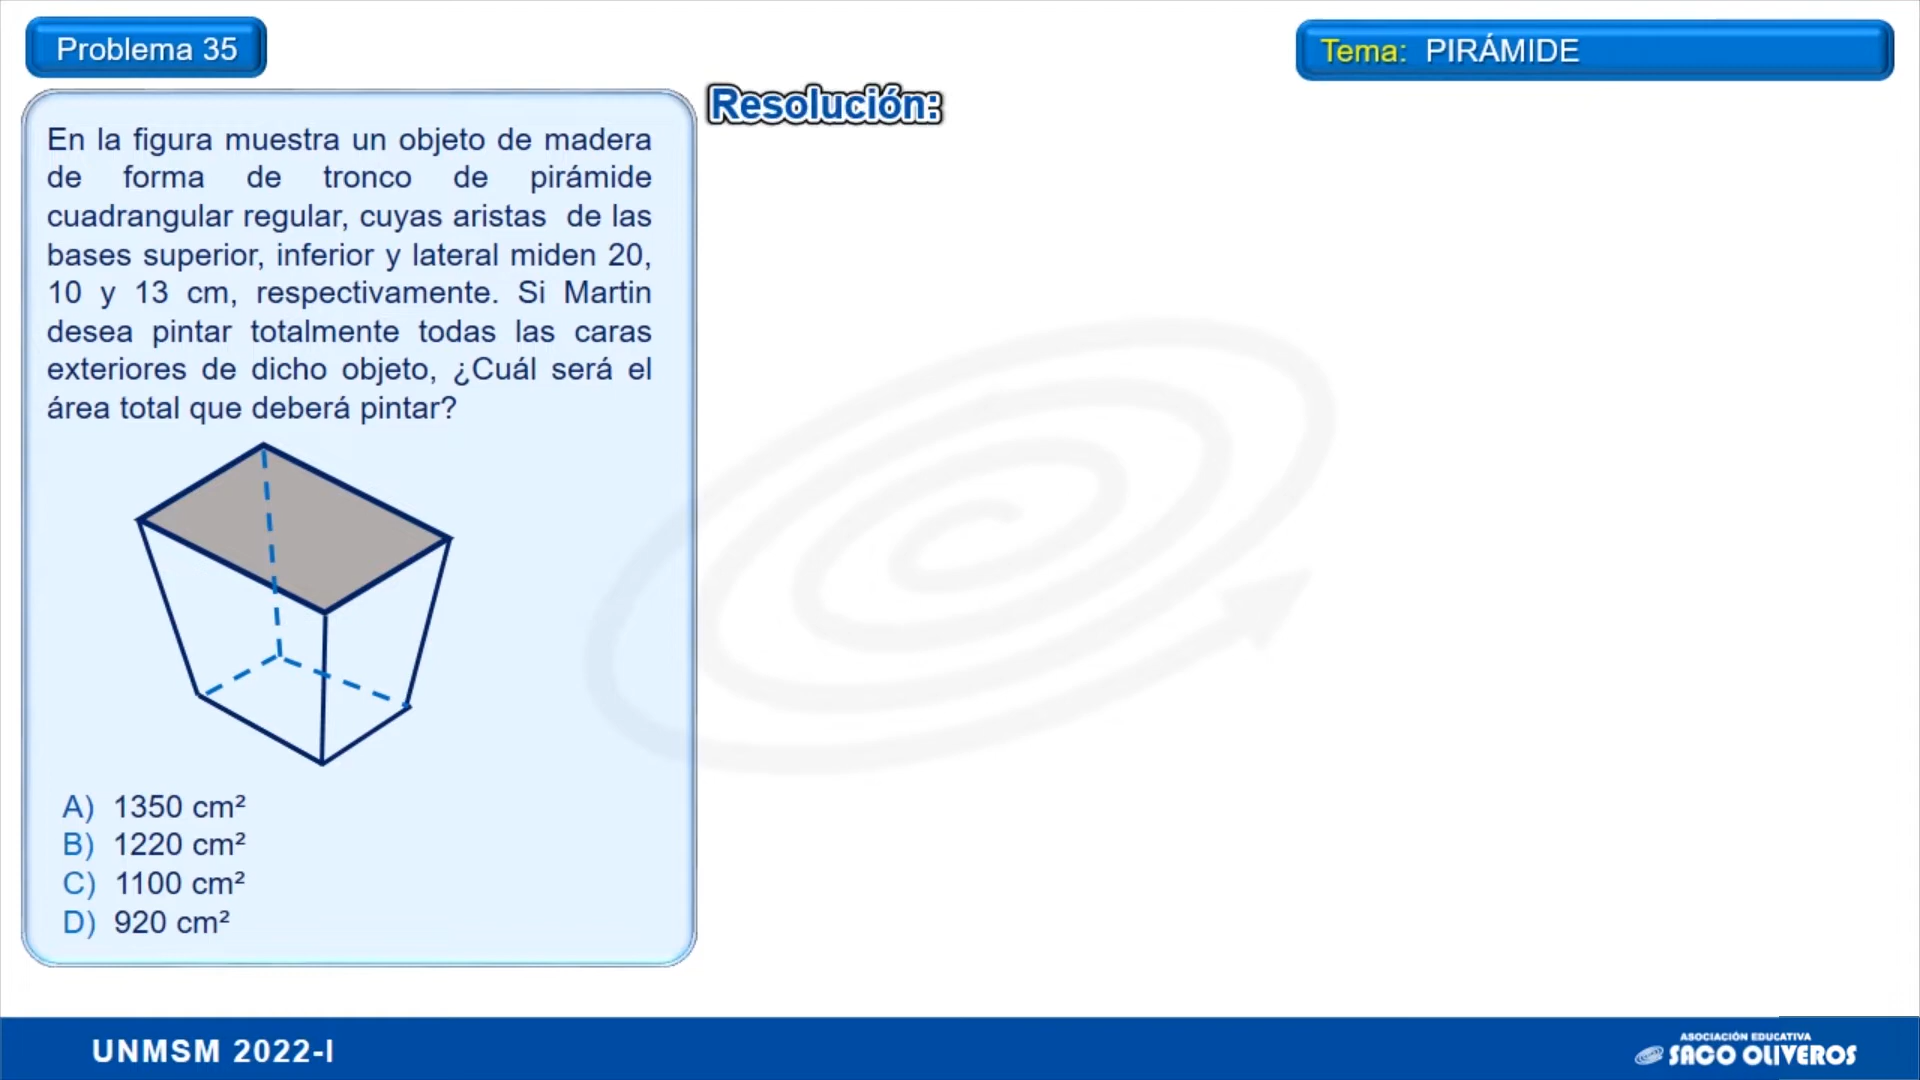 Problema 35
Tema: PIRÁMIDE
Resolución:
En la figura muestra un objeto de madera
de forma de tronco de pirámide
cuadrangular regular, cuyas aristas de las
bases superior, inferior y lateral miden 20,
10 y 13 cm, respectivamente. Si Martin
desea pintar totalmente todas las caras
exteriores de dicho objeto, ¿Cuál será el
área total que deberá pintar?
A) 1350 cm²
B) 1220 cm²
C) 1100 cm²
D) 920 cm²
UNMSM 2022-I
ASOCIACIÓN EDUCATIVA
SACO OLIVEROS